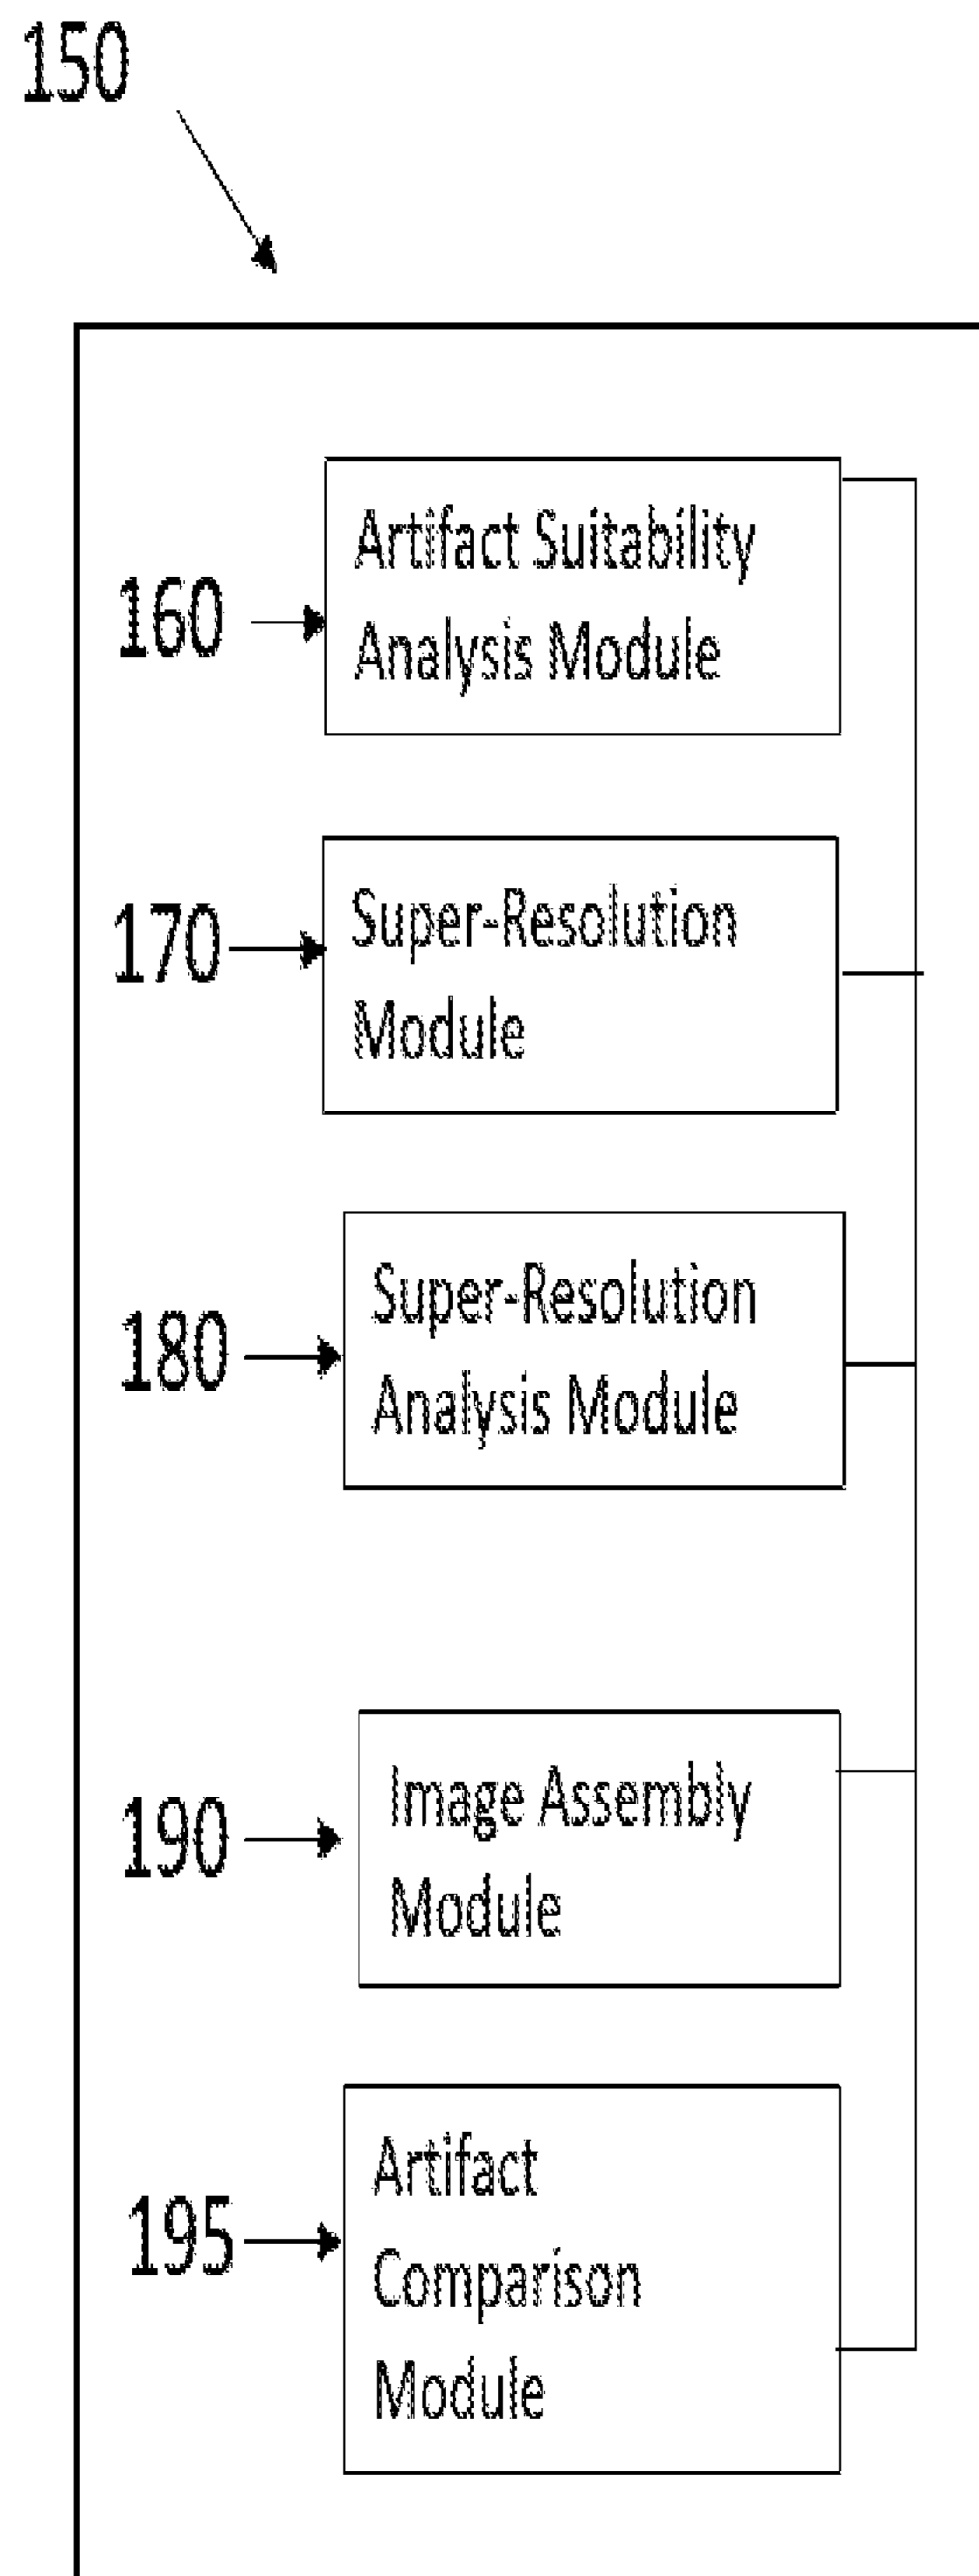 150
160
Artifact Suitability
Analysis Module
170
Super-Resolution
Module
180
Super-Resolution
Analysis Module
190
Image Assembly
Module
195
Artifact
Comparison
Module